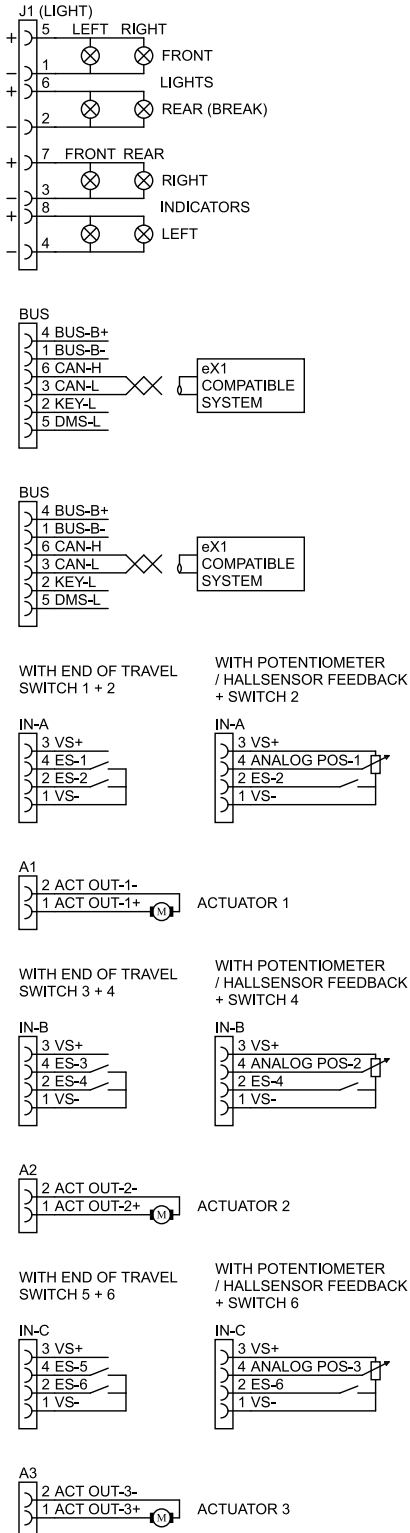 J1 (LIGHT)
+ 5 LEFT RIGHT
FRONT
- 1
LIGHTS
+ 6
REAR (BREAK)
- 2
+ 7 FRONT REAR
RIGHT
- 3
INDICATORS
+ 8
LEFT
- 4
BUS
4 BUS-B+
1 BUS-B-
6 CAN-H
3 CAN-L
2 KEY-L
5 DMS-L
eX1
COMPATIBLE
SYSTEM
BUS
4 BUS-B+
1 BUS-B-
6 CAN-H
3 CAN-L
2 KEY-L
5 DMS-L
eX1
COMPATIBLE
SYSTEM
WITH END OF TRAVEL
SWITCH 1 + 2
IN-A
3 VS+
4 ES-1
2 ES-2
1 VS-
WITH POTENTIOMETER
/ HALLSENSOR FEEDBACK
+ SWITCH 2
IN-A
3 VS+
4 ANALOG POS-1
2 ES-2
1 VS-
A1
2 ACT OUT-1-
1 ACT OUT-1+ M ACTUATOR 1
WITH END OF TRAVEL
SWITCH 3 + 4
IN-B
3 VS+
4 ES-3
2 ES-4
1 VS-
WITH POTENTIOMETER
/ HALLSENSOR FEEDBACK
+ SWITCH 4
IN-B
3 VS+
4 ANALOG POS-2
2 ES-4
1 VS-
A2
2 ACT OUT-2-
1 ACT OUT-2+ M ACTUATOR 2
WITH END OF TRAVEL
SWITCH 5 + 6
IN-C
3 VS+
4 ES-5
2 ES-6
1 VS-
WITH POTENTIOMETER
/ HALLSENSOR FEEDBACK
+ SWITCH 6
IN-C
3 VS+
4 ANALOG POS-3
2 ES-6
1 VS-
A3
2 ACT OUT-3-
1 ACT OUT-3+ M ACTUATOR 3